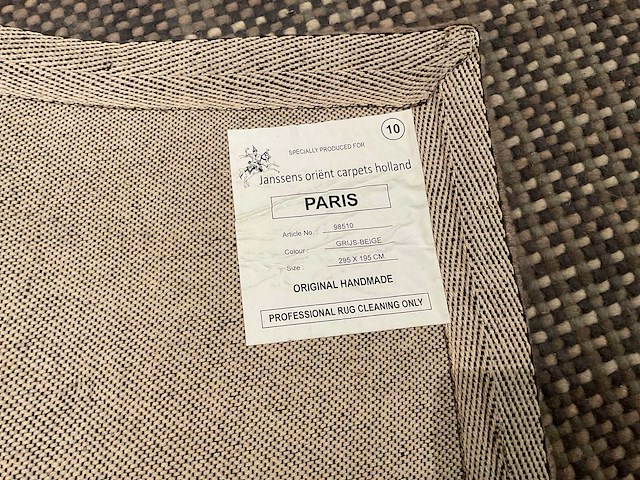 10
SPECIALLY PRODUCED FOR
Janssens oriënt carpets holland
PARIS
Article No : 98510
Colour : GRIJS-BEIGE
Size : 295 X 195 CM
ORIGINAL HANDMADE
PROFESSIONAL RUG CLEANING ONLY